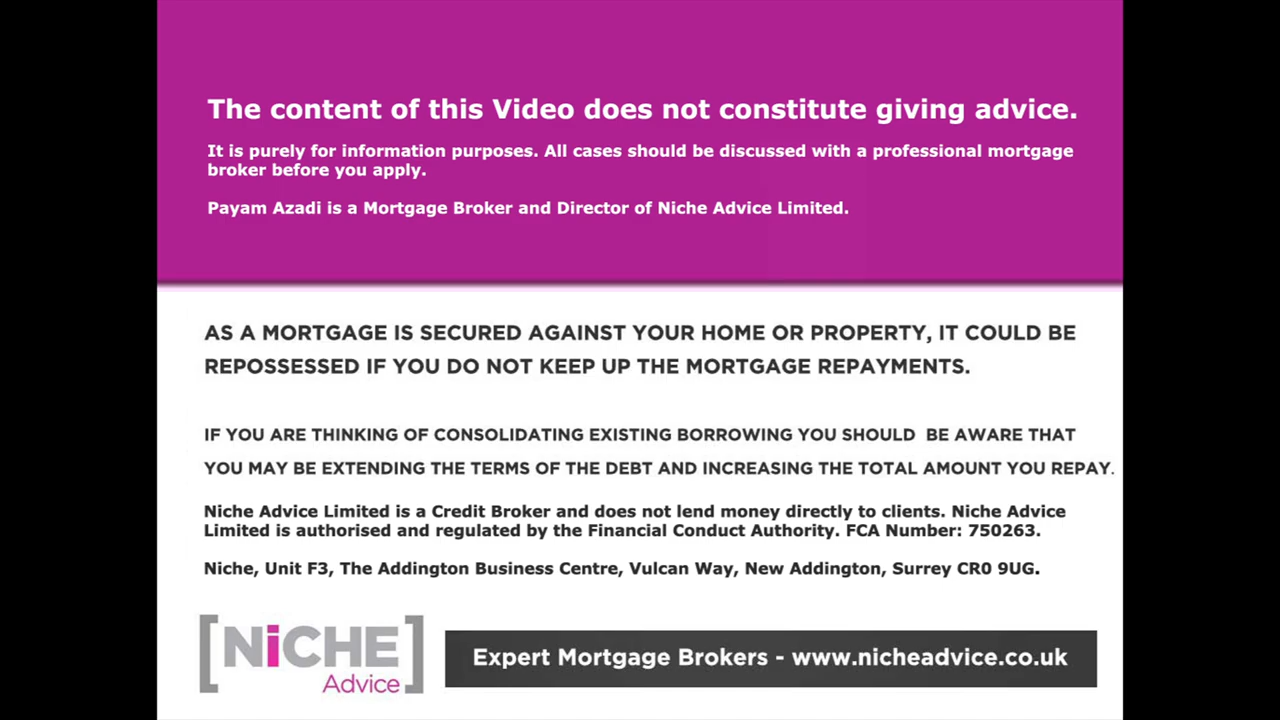 The content of this Video does not constitute giving advice.
It is purely for information purposes. All cases should be discussed with a professional mortgage
broker before you apply.
Payam Azadi is a Mortgage Broker and Director of Niche Advice Limited.
AS A MORTGAGE IS SECURED AGAINST YOUR HOME OR PROPERTY, IT COULD BE
REPOSSESSED IF YOU DO NOT KEEP UP THE MORTGAGE REPAYMENTS.
IF YOU ARE THINKING OF CONSOLIDATING EXISTING BORROWING YOU SHOULD BE AWARE THAT
YOU MAY BE EXTENDING THE TERMS OF THE DEBT AND INCREASING THE TOTAL AMOUNT YOU REPAY.
Niche Advice Limited is a Credit Broker and does not lend money directly to clients. Niche Advice
Limited is authorised and regulated by the Financial Conduct Authority. FCA Number: 750263.
Niche, Unit F3, The Addington Business Centre, Vulcan Way, New Addington, Surrey CR0 9UG.
[NiCHE
Advice]
Expert Mortgage Brokers - www.nicheadvice.co.uk